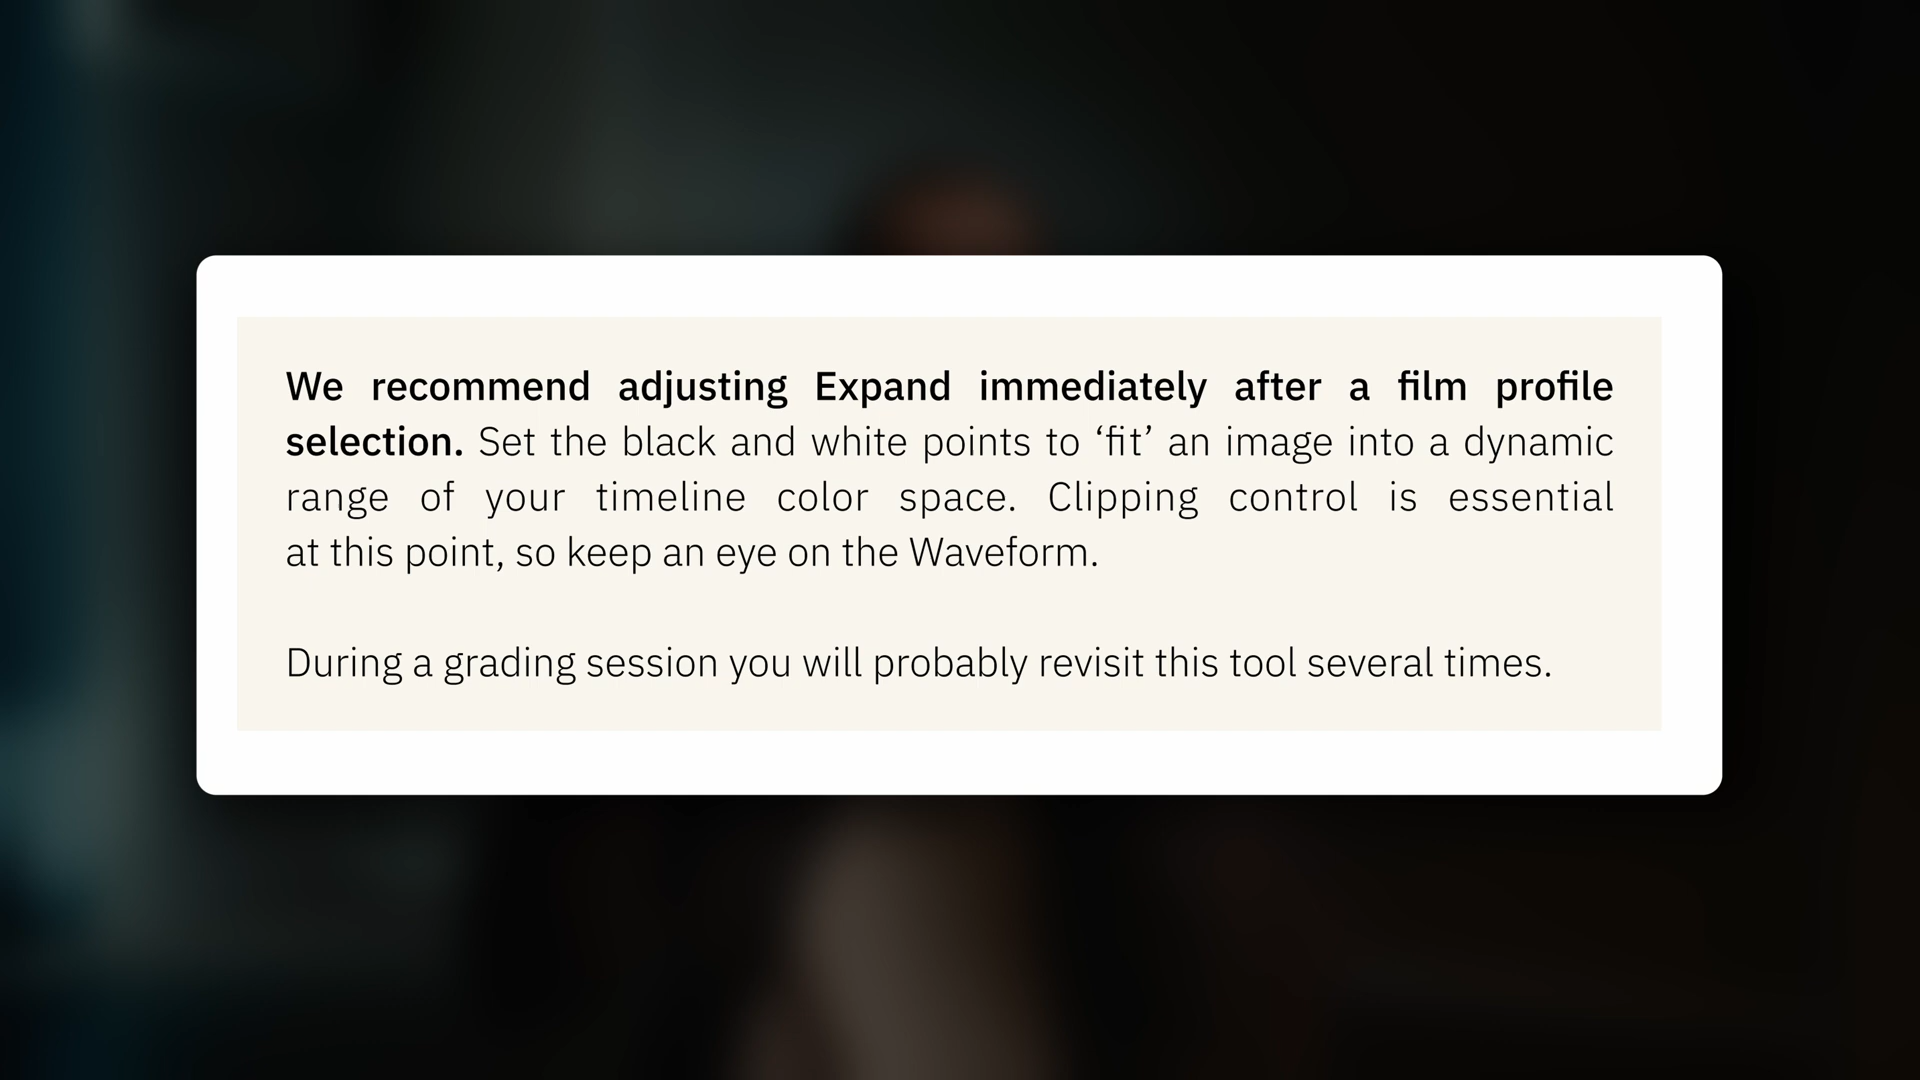 We recommend adjusting Expand immediately after a film profile
selection. Set the black and white points to ‘fit’ an image into a dynamic
range of your timeline color space. Clipping control is essential
at this point, so keep an eye on the Waveform.
During a grading session you will probably revisit this tool several times.